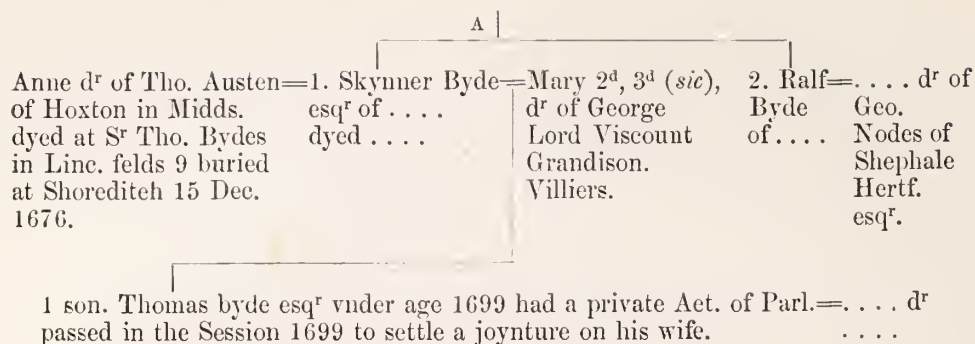 A
Anne dʳ of Tho. Austen=1. Skynner Byde=Mary 2ᵈ, 3ᵈ (sic), 2. Ralf=.... dʳ of
of Hoxton in Midds. esqʳ of .... dʳ of George Byde Geo.
dyed at Sʳ Tho. Bydes dyed .... Lord Viscount of.... Nodes of
in Linc. felds 9 buried Grandison. Shephale
at Shoreditch 15 Dec. Villiers. Hertf.
1676. esqʳ.
1 son. Thomas byde esqʳ vnder age 1699 had a private Act. of Parl.=.... dʳ
passed in the Session 1699 to settle a joynture on his wife. ....